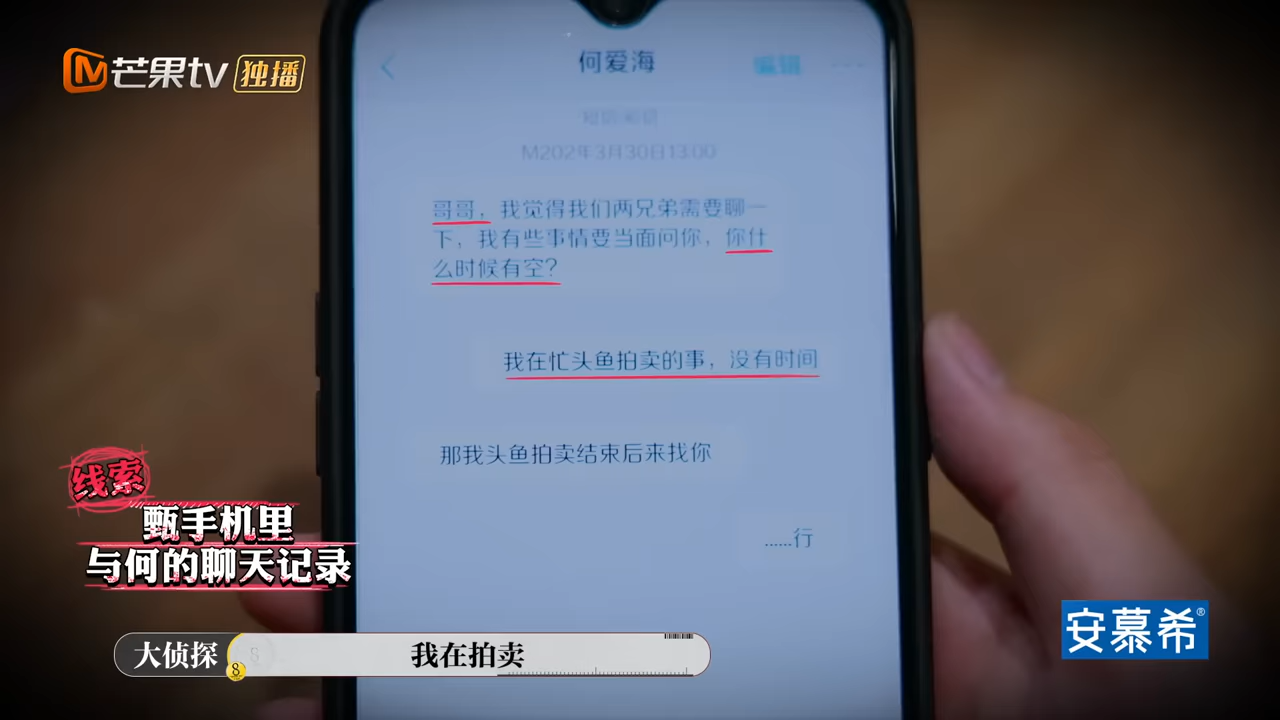 芒果tv 独播
何爱海
编辑
M202年3月30日13:00
哥哥，我觉得我们两兄弟需要聊一
下，我有些事情要当面问你，你什
么时候有空?
我在忙头鱼拍卖的事，没有时间
那我头鱼拍卖结束后来找你
......行
线索
甄手机里
与何的聊天记录
大侦探
8
我在拍卖
安慕希®